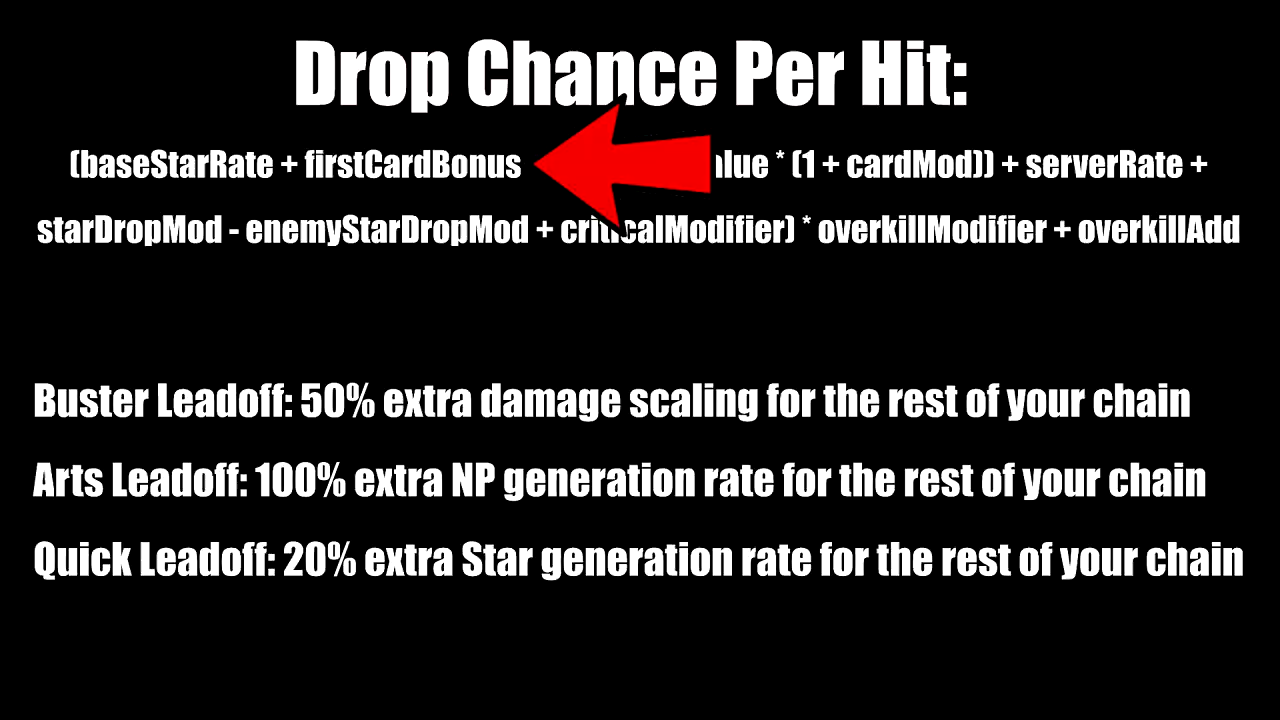 Drop Chance Per Hit:
(baseStarRate + firstCardBonus * (1 + cardMod)) + serverRate +
starDropMod - enemyStarDropMod + criticalModifier) * overkillModifier + overkillAdd
Buster Leadoff: 50% extra damage scaling for the rest of your chain
Arts Leadoff: 100% extra NP generation rate for the rest of your chain
Quick Leadoff: 20% extra Star generation rate for the rest of your chain